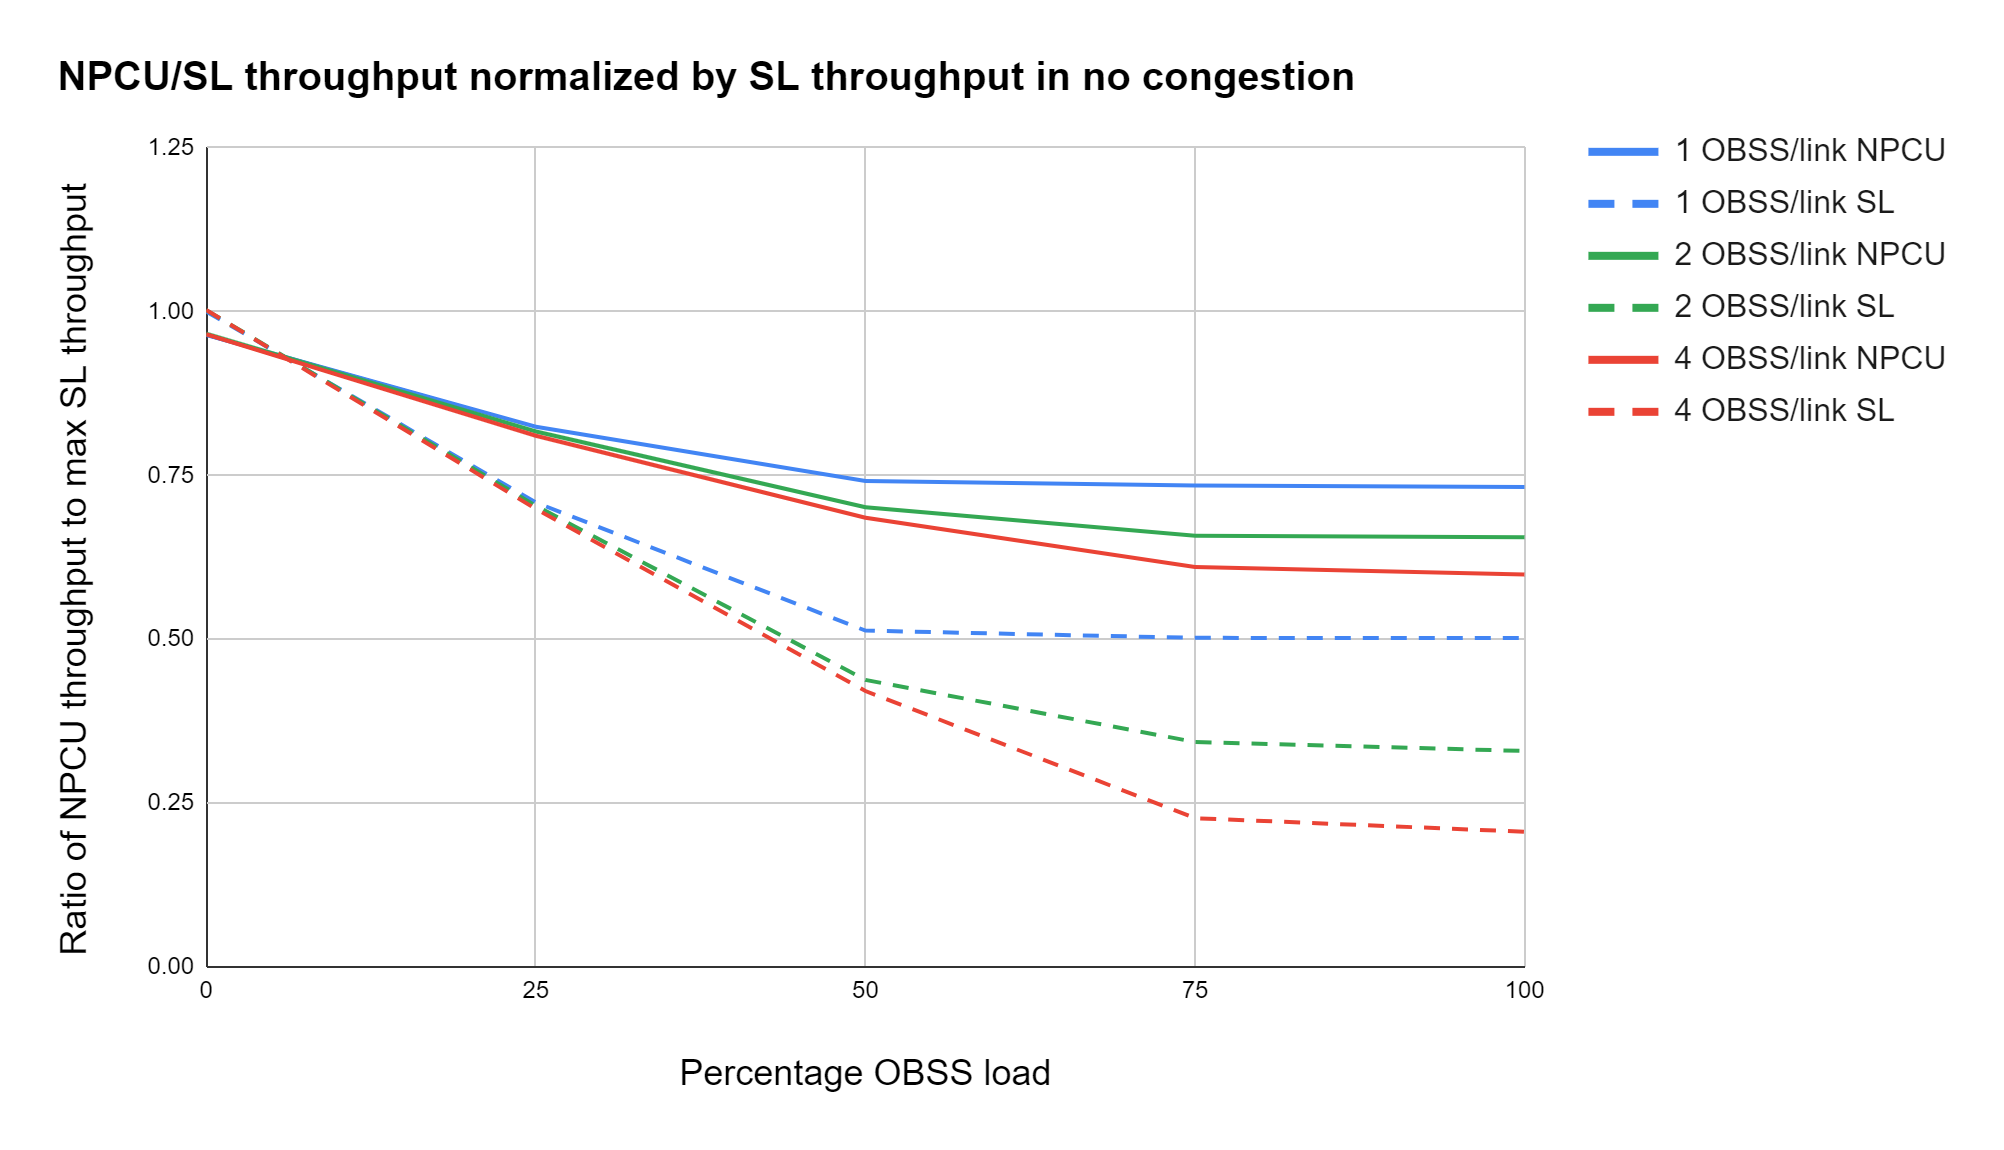 NPCU/SL throughput normalized by SL throughput in no congestion
Ratio of NPCU throughput to max SL throughput
1.25
1.00
0.75
0.50
0.25
0.00
0
25
50
75
100
Percentage OBSS load
1 OBSS/link NPCU
1 OBSS/link SL
2 OBSS/link NPCU
2 OBSS/link SL
4 OBSS/link NPCU
4 OBSS/link SL